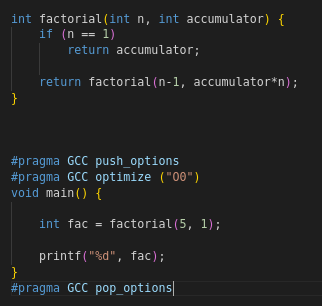 int factorial(int n, int accumulator) {
    if (n == 1)
        return accumulator;

    return factorial(n-1, accumulator*n);
}

#pragma GCC push_options
#pragma GCC optimize ("O0")
void main() {

    int fac = factorial(5, 1);

    printf("%d", fac);
}
#pragma GCC pop_options